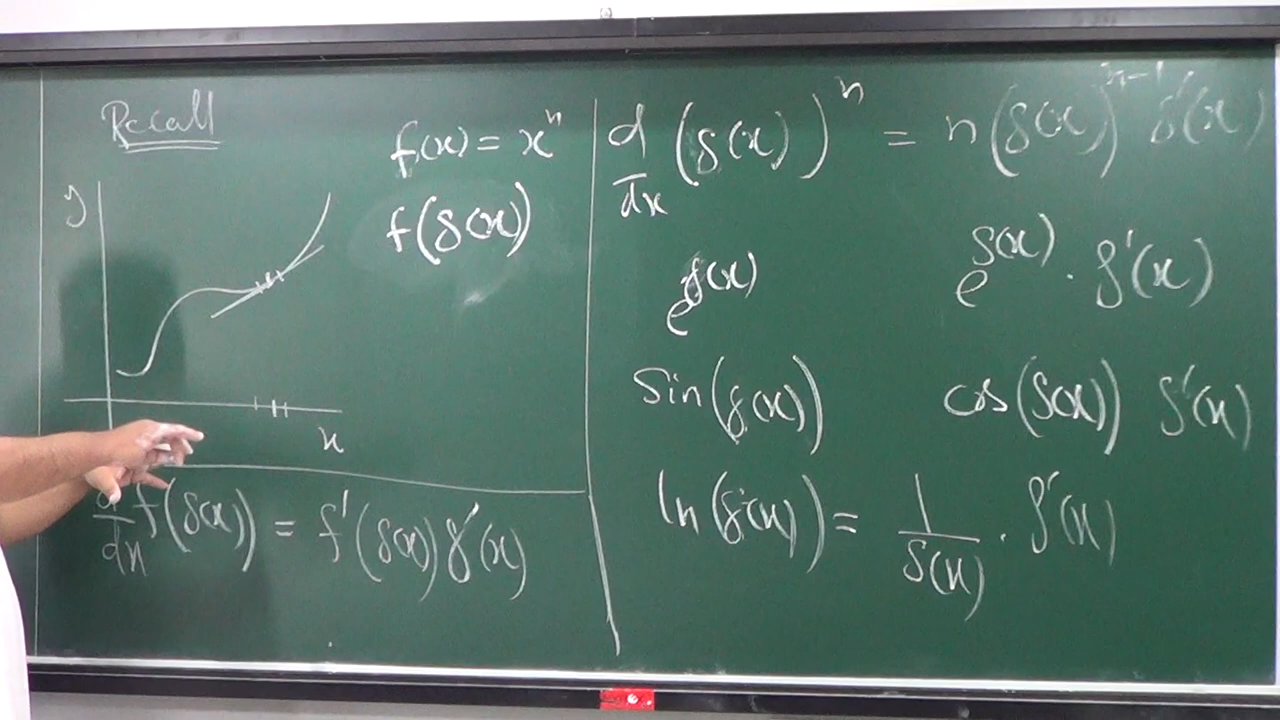 Recall
f(x) = x^n
f(g(x))
y
x
d/dx f(g(x)) = f'(g(x)) g'(x)
d/dx (g(x))^n = n(g(x))^{n-1} g'(x)
e^{g(x)} e^{g(x)} · g'(x)
Sin(g(x)) cos(g(x)) g'(x)
ln(g(x)) = 1/g(x) · g'(x)